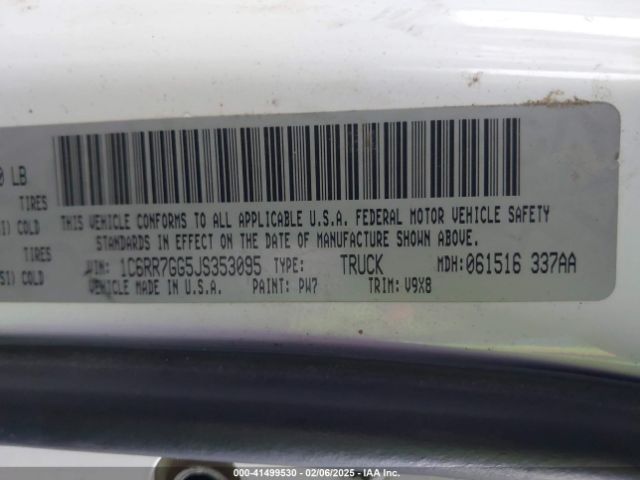 0 LB
TIRES
SI) COLD
TIRES
SI) COLD
THIS VEHICLE CONFORMS TO ALL APPLICABLE U.S.A. FEDERAL MOTOR VEHICLE SAFETY
STANDARDS IN EFFECT ON THE DATE OF MANUFACTURE SHOWN ABOVE.
VIN: 1C6RR7GG5JS353095 TYPE: TRUCK MDH: 061516 337AA
VEHICLE MADE IN U.S.A. PAINT: PW7 TRIM: V9X8
000-41499530 - 02/06/2025 - IAA Inc.